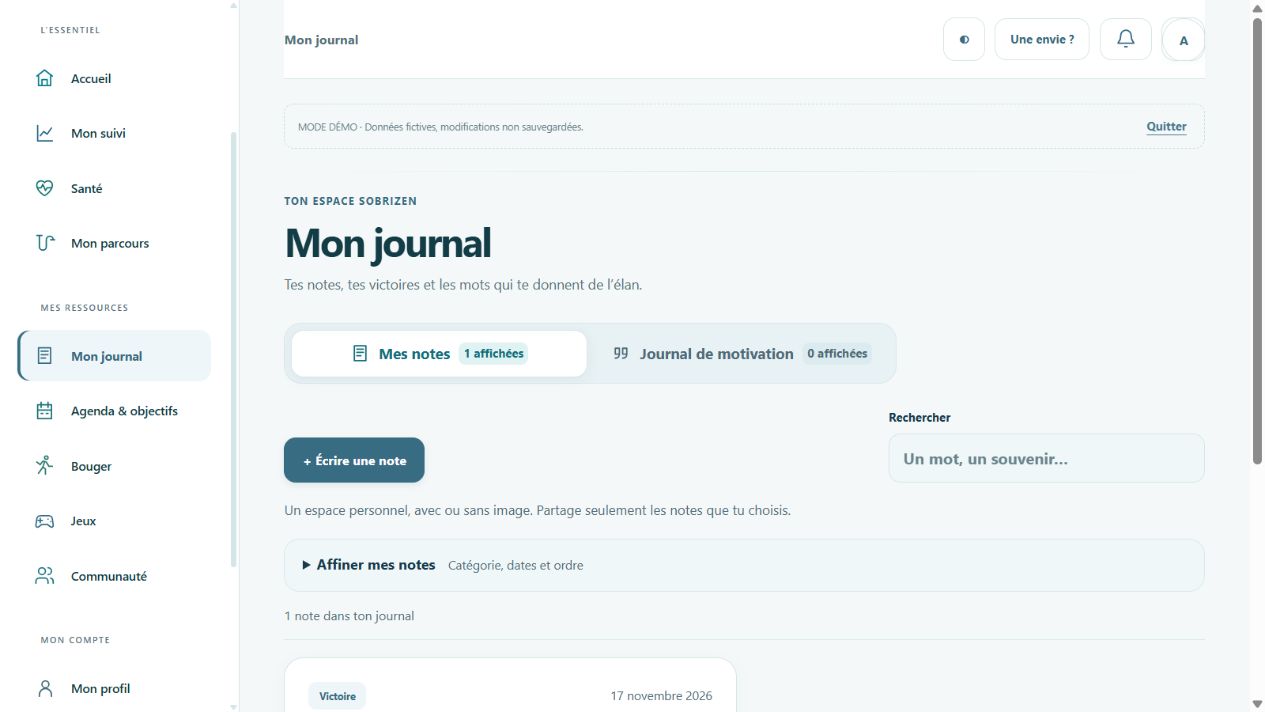 L'ESSENTIEL
Accueil
Mon suivi
Santé
Mon parcours
MES RESSOURCES
Mon journal
Agenda & objectifs
Bouger
Jeux
Communauté
MON COMPTE
Mon profil
Mon journal
Une envie ?
A
MODE DÉMO · Données fictives, modifications non sauvegardées.
Quitter
TON ESPACE SOBRIZEN
Mon journal
Tes notes, tes victoires et les mots qui te donnent de l'élan.
Mes notes 1 affichées
Journal de motivation 0 affichées
Rechercher
+ Écrire une note
Un mot, un souvenir...
Un espace personnel, avec ou sans image. Partage seulement les notes que tu choisis.
Affiner mes notes Catégorie, dates et ordre
1 note dans ton journal
Victoire
17 novembre 2026